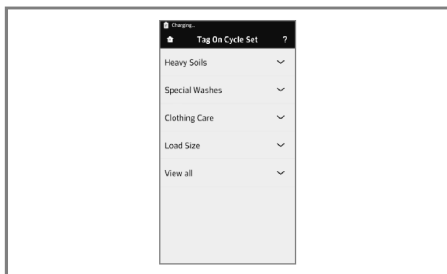 Charging...
Tag On Cycle Set ?
Heavy Soils
Special Washes
Clothing Care
Load Size
View all